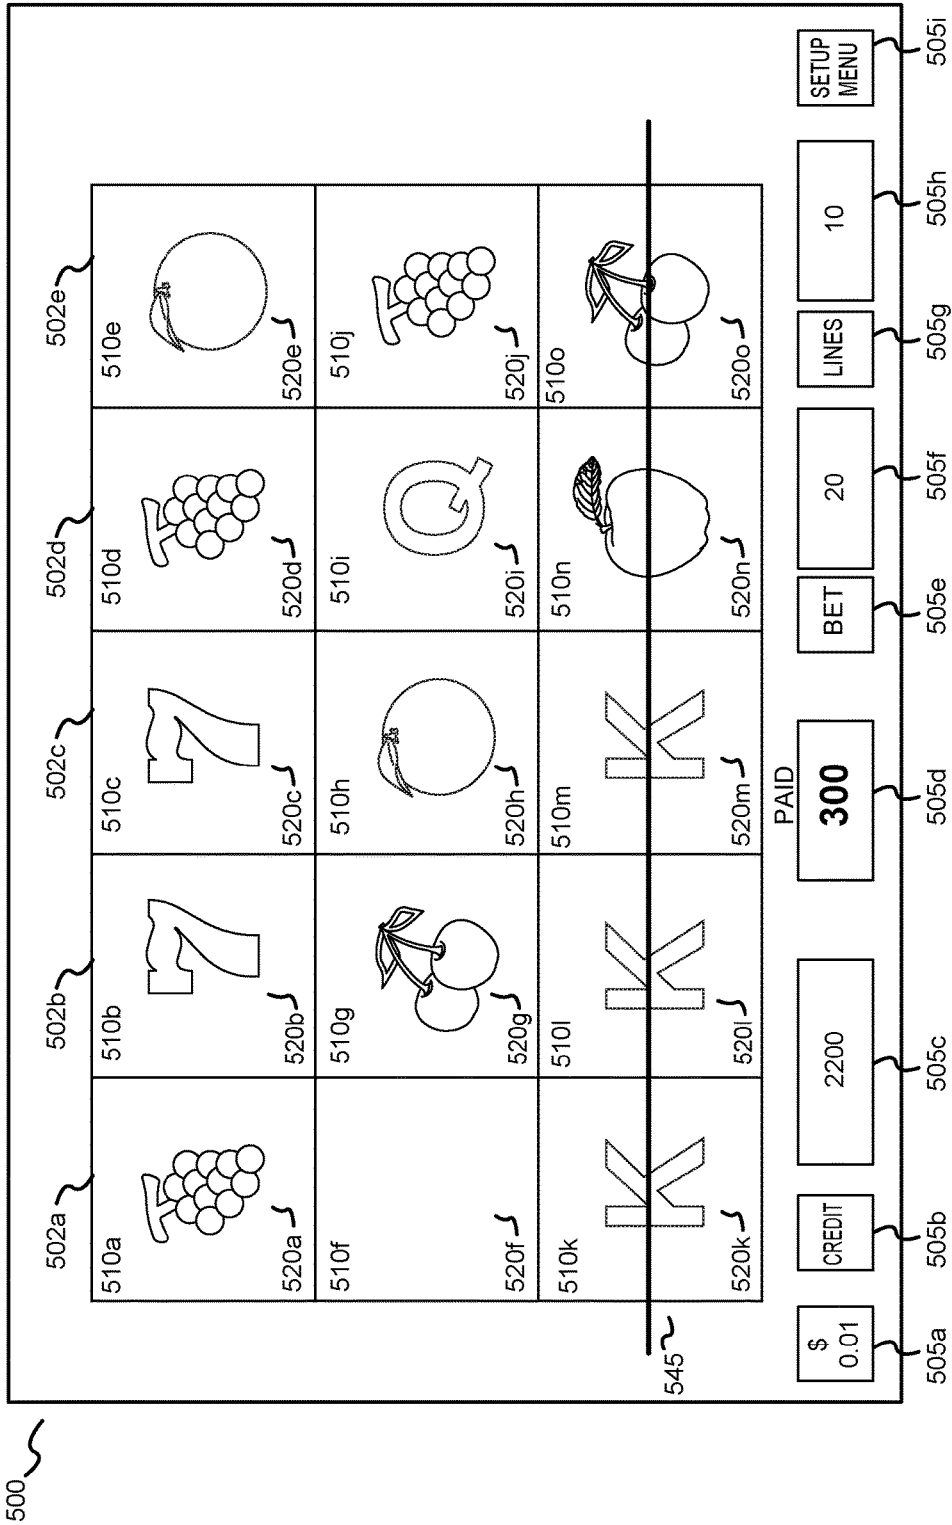 500
502a 502b 502c 502d 502e
510a 510b 510c 510d 510e
7 7
520a 520b 520c 520d 520e
510f 510g 510h 510i 510j
Q
520f 520g 520h 520i 520j
510k 510l 510m 510n 510o
K K K
545
520k 520l 520m 520n 520o
PAID
$
0.01 CREDIT 2200 300 BET 20 LINES 10 SETUP
MENU
505a 505b 505c 505d 505e 505f 505g 505h 505i